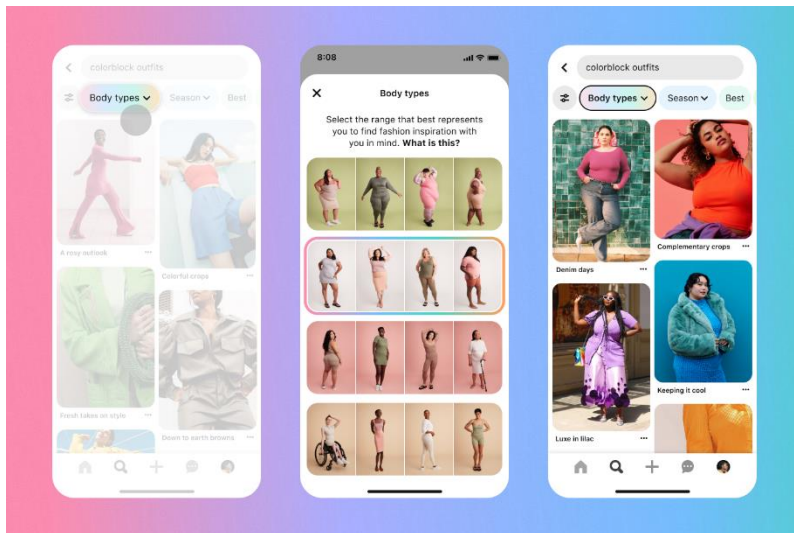 colorblock outfits
Body types
Season
Best
A rosy outlook
Colorful crops
Fresh takes on style
Down to earth browns
8:08
Body types
Select the range that best represents
you to find fashion inspiration with
you in mind. What is this?
colorblock outfits
Body types
Season
Best
Denim days
Complementary crops
Luxe in lilac
Keeping it cool